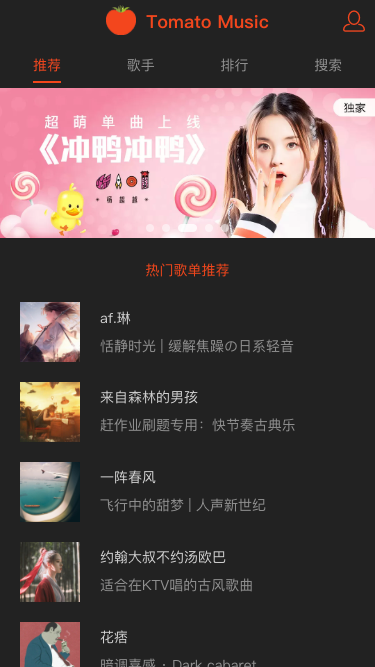 Tomato Music
推荐 歌手 排行 搜索
独家
超萌单曲上线
《冲鸭冲鸭》
杨超越
热门歌单推荐
af.琳
恬静时光 | 缓解焦躁の日系轻音
来自森林的男孩
赶作业刷题专用：快节奏古典乐
一阵春风
飞行中的甜梦 | 人声新世纪
约翰大叔不约汤欧巴
适合在KTV唱的古风歌曲
花痞
暗调喜感 · Dark cabaret